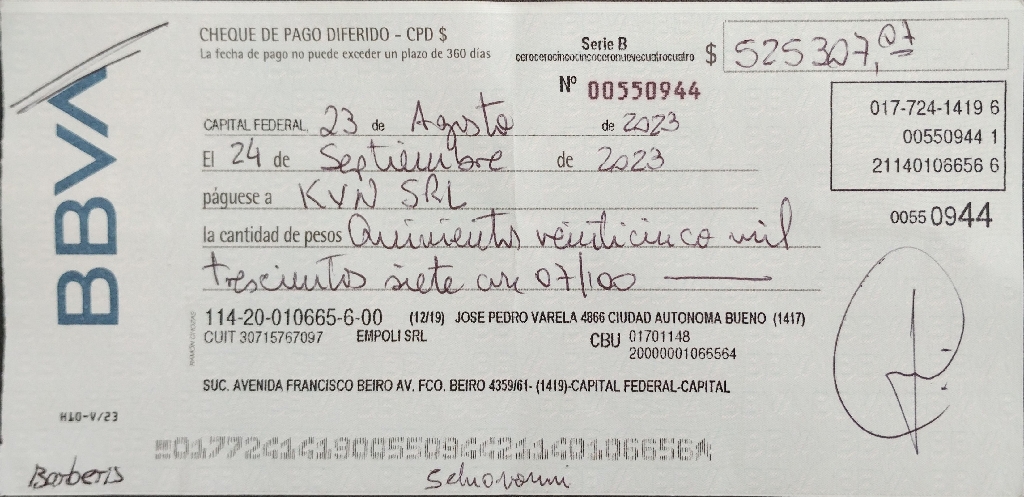 BBVA
CHEQUE DE PAGO DIFERIDO - CPD $
La fecha de pago no puede exceder un plazo de 360 días
Serie B
cerocerocincocincoceronuevecuatrocuatro
$ 525307,07
Nº 00550944
017-724-1419 6
00550944 1
21140106656 6
0055 0944
CAPITAL FEDERAL, 23 de Agosto de 2023
El 24 de Septiembre de 2023
páguese a KVN SRL
la cantidad de pesos Quinientos veinticinco mil
trescientos siete con 07/100
114-20-010665-6-00 (12/19) JOSE PEDRO VARELA 4866 CIUDAD AUTONOMA BUENO (1417)
CUIT 30715767097 EMPOLI SRL CBU 01701148
20000001066564
SUC. AVENIDA FRANCISCO BEIRO AV. FCO. BEIRO 4359/61- (1419)-CAPITAL FEDERAL-CAPITAL
H10-V/23
Barberis